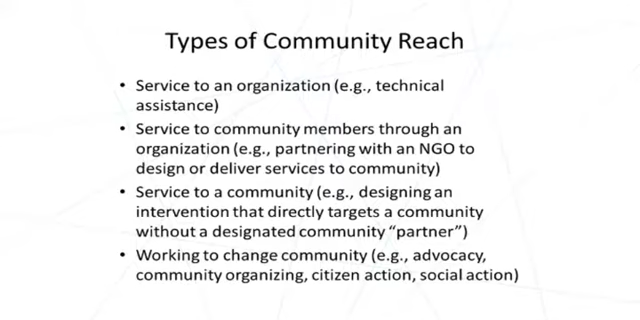 Types of Community Reach
• Service to an organization (e.g., technical
assistance)
• Service to community members through an
organization (e.g., partnering with an NGO to
design or deliver services to community)
• Service to a community (e.g., designing an
intervention that directly targets a community
without a designated community “partner”)
• Working to change community (e.g., advocacy,
community organizing, citizen action, social action)